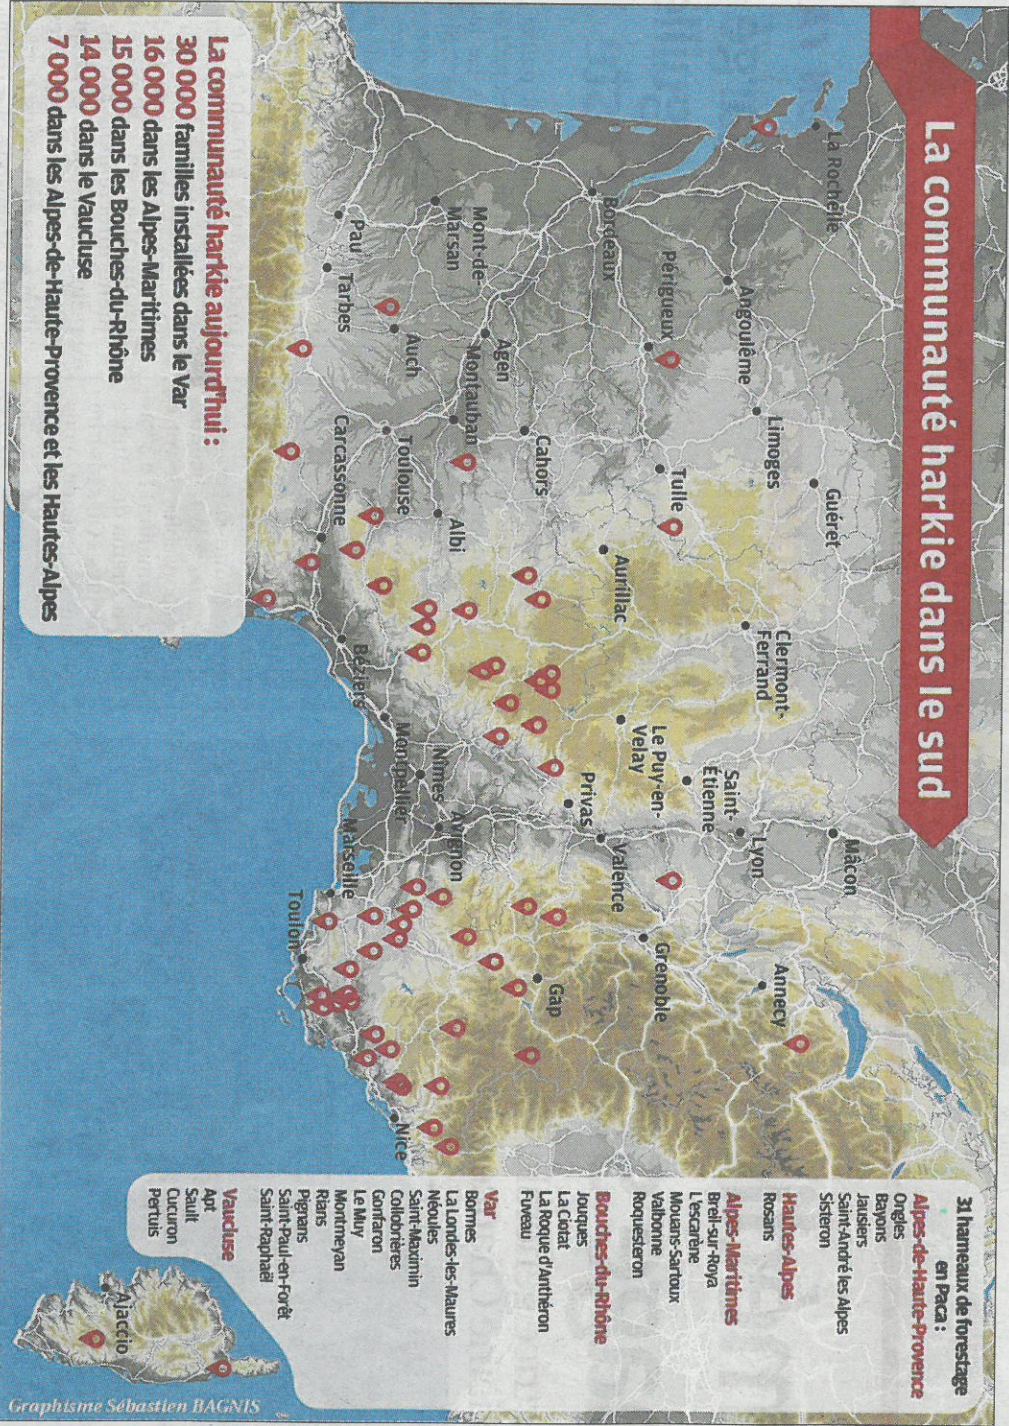 La communauté harkie dans le sud
La Rochelle
Guéret
Mâcon
Angoulême
Limoges
Clermont-
Ferrand
Lyon
Annecy
Saint-
Étienne
Périgueux
Tulle
Bordeaux
Aurillac
Le Puy-en-
Velay
Privas
Valence
Grenoble
Gap
Cahors
Agen
Montauban
Mont-de-
Marsan
Albi
Auch
Toulouse
Nîmes
Avignon
Montpellier
Nice
Pau
Tarbes
Carcassonne
Béziers
Marseille
Toulon
Ajaccio
31 hameaux de forestage
en Paca :
Alpes-de-Haute-Provence
Ongles
Bayons
Jausiers
Saint-André les Alpes
Sisteron
Hautes-Alpes
Rosans
Alpes-Maritimes
Breil-sur-Roya
L'escarène
Mouans-Sartoux
Valbonne
Roquesteron
Bouches-du-Rhône
Jouques
La Ciotat
La Roque d'Anthéron
Fuveau
Var
Bormes
La Londes-les-Maures
Néoules
Saint-Maximin
Collobrières
Gonfaron
Le Muy
Montmeyan
Rians
Pignans
Saint-Paul-en-Forêt
Saint-Raphaël
Vaucluse
Apt
Sault
Cucuron
Pertuis
La communauté harkie aujourd'hui :
30 000 familles installées dans le Var
16 000 dans les Alpes-Maritimes
15 000 dans les Bouches-du-Rhône
14 000 dans le Vaucluse
7 000 dans les Alpes-de-Haute-Provence et les Hautes-Alpes
Graphisme Sébastien BAGNIS